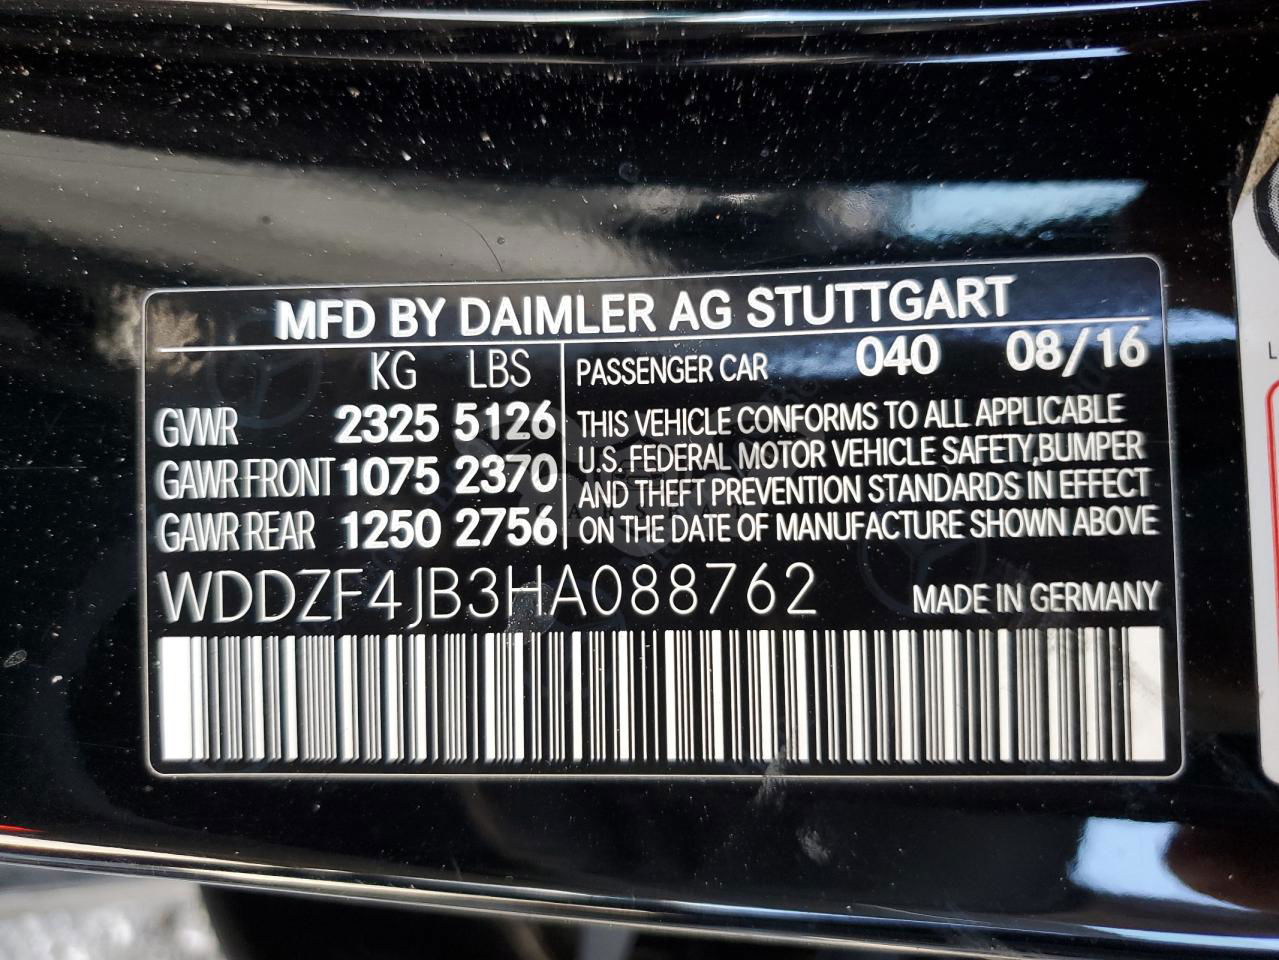 MFD BY DAIMLER AG STUTTGART
KG LBS
GVWR 2325 5126
GAWR FRONT 1075 2370
GAWR REAR 1250 2756
PASSENGER CAR 040 08/16
THIS VEHICLE CONFORMS TO ALL APPLICABLE
U.S. FEDERAL MOTOR VEHICLE SAFETY,BUMPER
AND THEFT PREVENTION STANDARDS IN EFFECT
ON THE DATE OF MANUFACTURE SHOWN ABOVE
WDDZF4JB3HA088762 MADE IN GERMANY